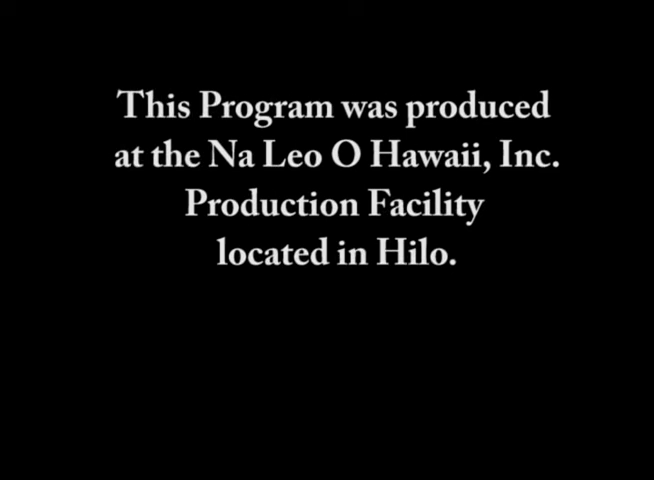 This Program was produced
at the Na Leo O Hawaii, Inc.
Production Facility
located in Hilo.